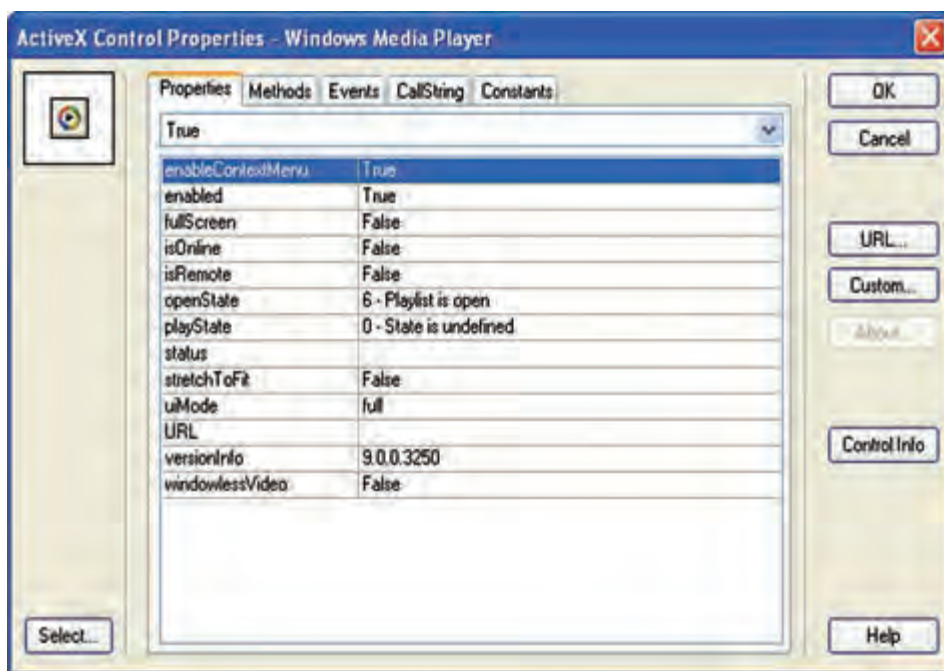 ActiveX Control Properties - Windows Media Player
Properties Methods Events CallString Constants
True
enableContextMenu True
enabled True
fullScreen False
isOnline False
isRemote False
openState 6 - Playlist is open
playState 0 - State is undefined
status
stretchToFit False
uiMode full
URL
versionInfo 9.0.0.3250
windowlessVideo False
OK
Cancel
URL...
Custom...
About...
Control Info
Select...
Help